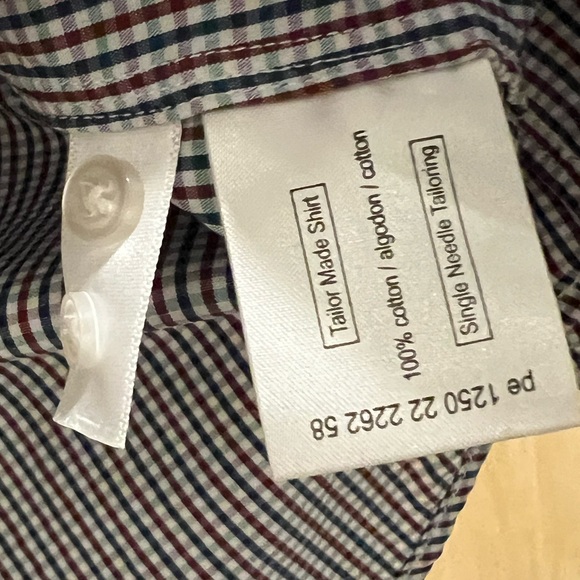 Tailor Made Shirt
100% cotton / algodon / cotton
Single Needle Tailoring
pe 1250 22 2262 58